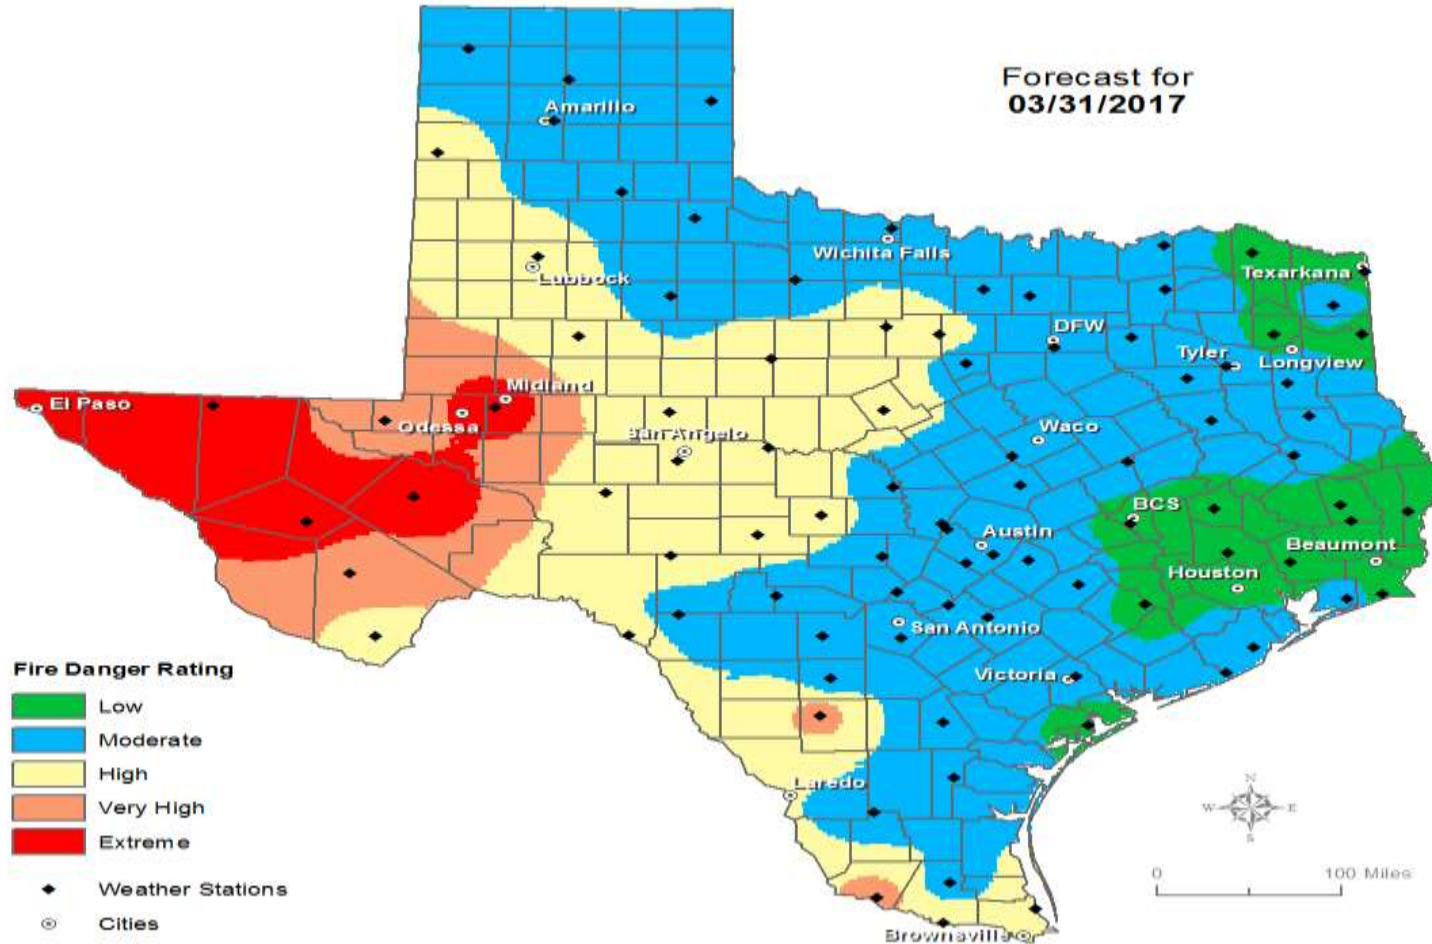 Forecast for
03/31/2017
Amarillo
Wichita Falls
Texarkana
Lubbock
DFW
Tyler
Longview
Midland
El Paso
Odessa
San Angelo
Waco
BCS
Austin
Beaumont
Houston
San Antonio
Victoria
Laredo
Brownsville
Fire Danger Rating
Low
Moderate
High
Very High
Extreme
Weather Stations
Cities
N
W E
S
0 100 Miles